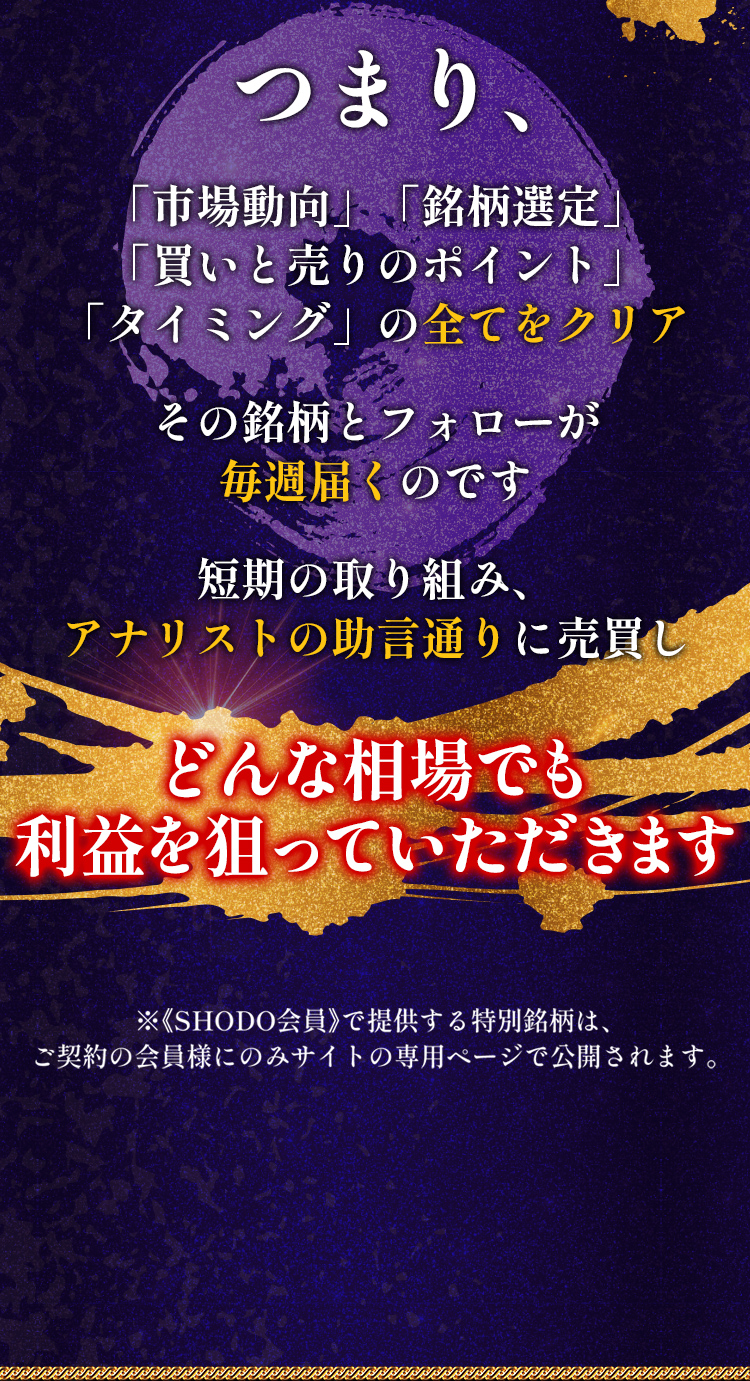 つまり、
「市場動向」「銘柄選定」
「買いと売りのポイント」
「タイミング」の全てをクリア
その銘柄とフォローが
毎週届くのです
短期の取り組み、
アナリストの助言通りに売買し
どんな相場でも
利益を狙っていただきます
※《SHODO会員》で提供する特別銘柄は、
ご契約の会員様にのみサイトの専用ページで公開されます。